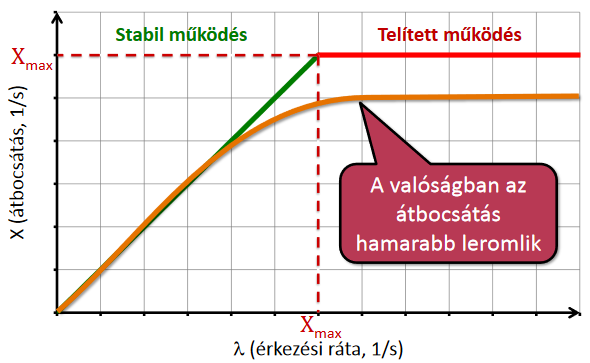 Stabil működés
Telített működés
Xmax
X (átbocsátás, 1/s)
A valóságban az
átbocsátás
hamarabb leromlik
Xmax
λ (érkezési ráta, 1/s)